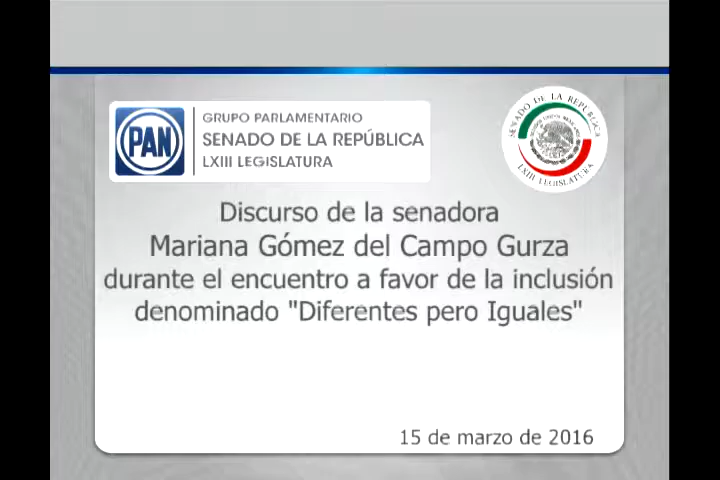 PAN
GRUPO PARLAMENTARIO
SENADO DE LA REPÚBLICA
LXIII LEGISLATURA
SENADO DE LA REPÚBLICA
LXIII LEGISLATURA
Discurso de la senadora
Mariana Gómez del Campo Gurza
durante el encuentro a favor de la inclusión
denominado "Diferentes pero Iguales"
15 de marzo de 2016